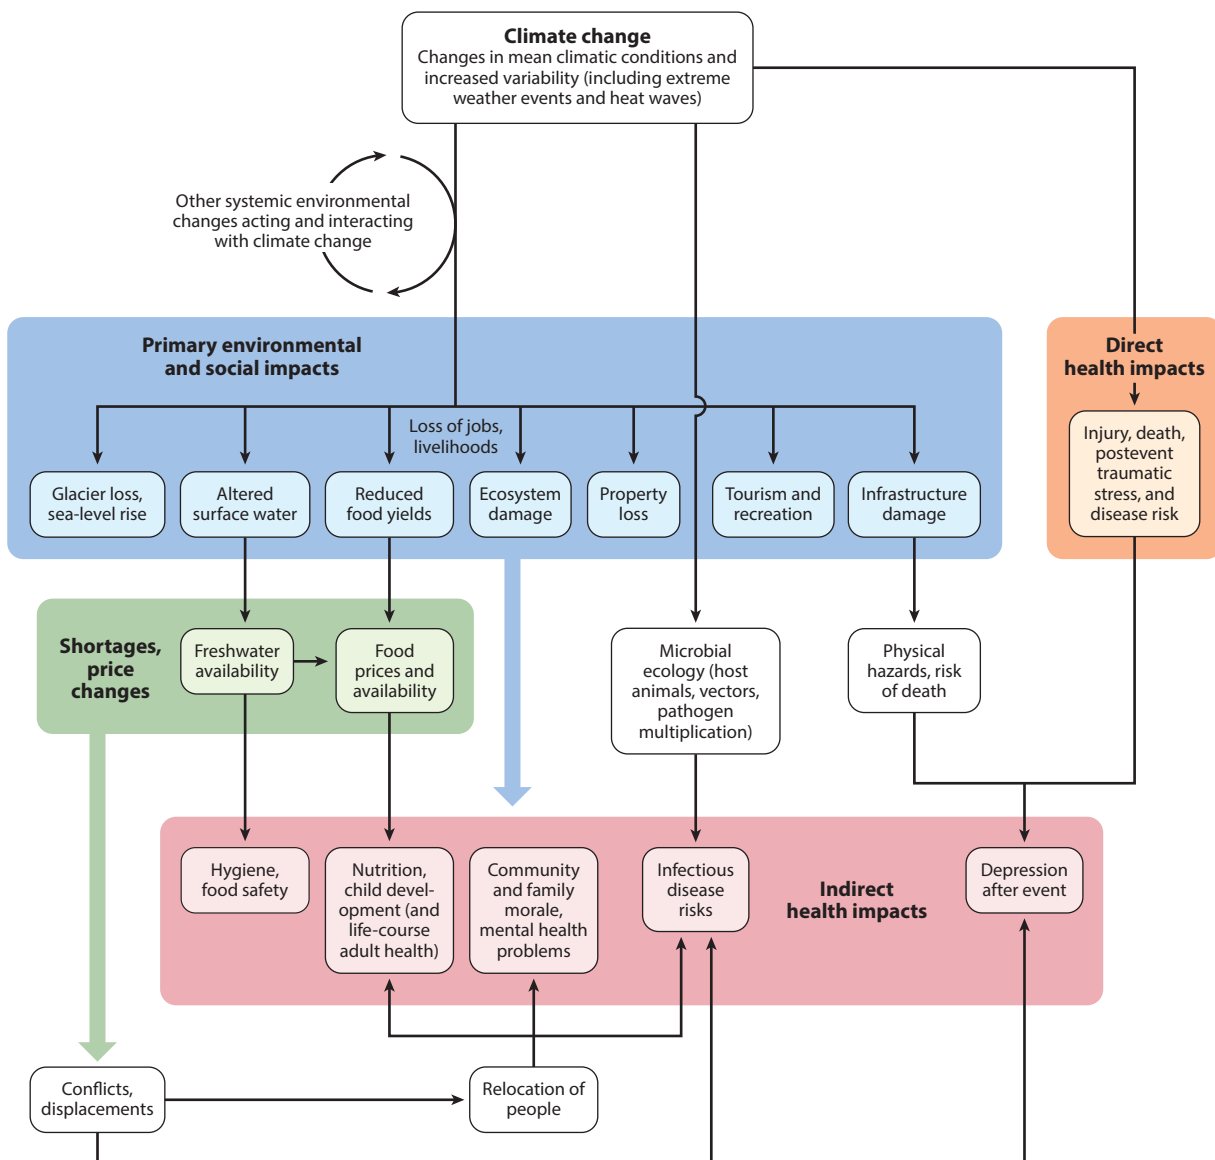 Climate change
Changes in mean climatic conditions and
increased variability (including extreme
weather events and heat waves)
Other systemic environmental
changes acting and interacting
with climate change
Primary environmental
and social impacts
Direct
health impacts
Loss of jobs,
livelihoods
Glacier loss,
sea-level rise
Altered
surface water
Reduced
food yields
Ecosystem
damage
Property
loss
Tourism and
recreation
Infrastructure
damage
Injury, death,
postevent
traumatic
stress, and
disease risk
Shortages,
price
changes
Freshwater
availability
Food
prices and
availability
Microbial
ecology (host
animals, vectors,
pathogen
multiplication)
Physical
hazards, risk
of death
Hygiene,
food safety
Nutrition,
child devel-
opment (and
life-course
adult health)
Community
and family
morale,
mental health
problems
Infectious
disease
risks
Indirect
health impacts
Depression
after event
Conflicts,
displacements
Relocation of
people